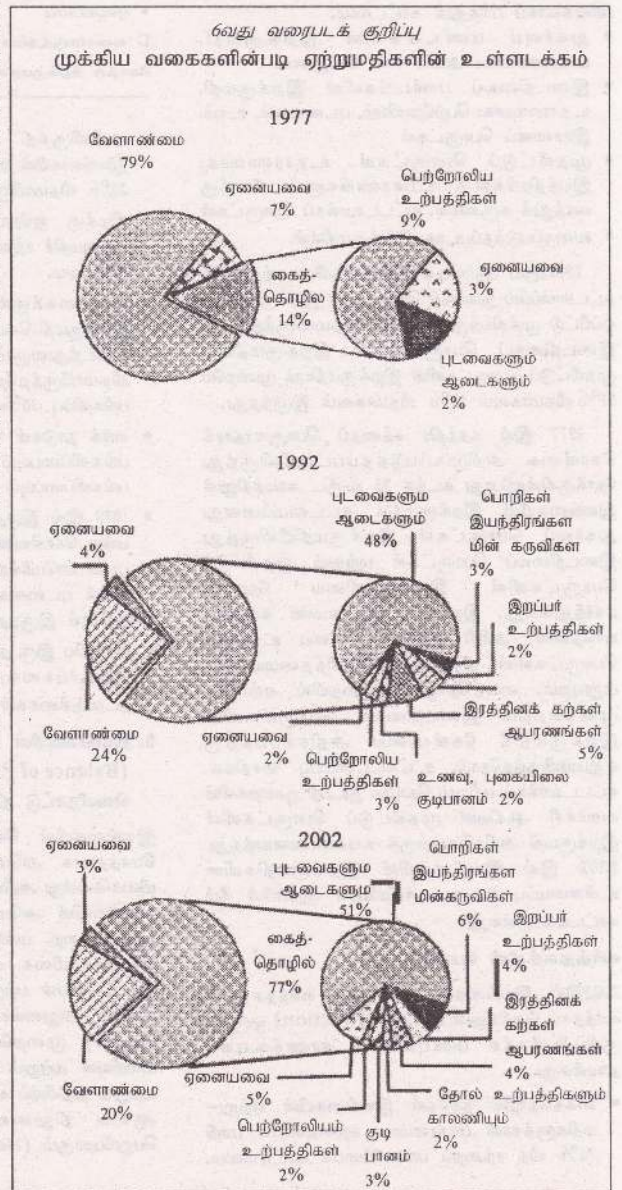 6வது வரைபடக் குறிப்பு
முக்கிய வகைகளின்படி ஏற்றுமதிகளின் உள்ளடக்கம்
1977
வேளாண்மை
79%
ஏனையவை
7%
பெற்றோலிய
உற்பத்திகள்
9%
கைத்-
தொழில
14%
ஏனையவை
3%
புடவைகளும்
ஆடைகளும்
2%
1992
ஏனையவை
4%
புடவைகளும
ஆடைகளும்
48%
பொறிகள்
இயந்திரங்கள
மின் கருவிகள
3%
இறப்பர்
உற்பத்திகள்
2%
இரத்தினக் கற்கள்
ஆபரணங்கள்
5%
வேளாண்மை
24%
ஏனையவை
2%
பெற்றோலிய
உற்பத்திகள்
3%
உணவு, புகையிலை
குடிபானம் 2%
2002
ஏனையவை
3%
புடவைகளும
ஆடைகளும
51%
பொறிகள்
இயந்திரங்கள
மின்கருவிகள்
6%
இறப்பர்
உற்பத்திகள்
4%
கைத்-
தொழில்
77%
இரத்தினக்
கற்கள்
ஆபரணங்கள்
4%
வேளாண்மை
20%
ஏனையவை
5%
பெற்றோலியம்
உற்பத்திகள்
2%
குடி
பானம்
3%
தோல் உற்பத்திகளும்
காலணியும்
2%